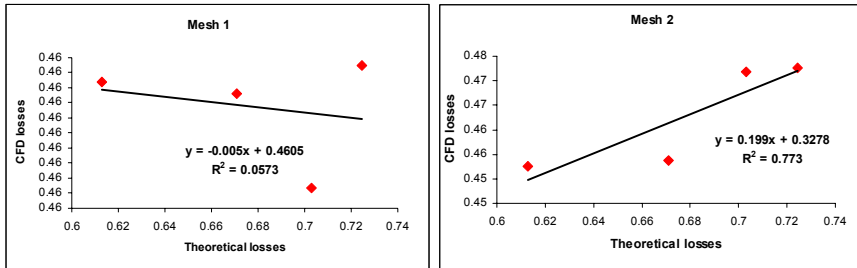 Mesh 1
CFD losses
0.46
0.46
0.46
0.46
0.46
0.46
0.46
0.46
0.46
0.46
0.46
y = -0.005x + 0.4605
R² = 0.0573
0.6 0.62 0.64 0.66 0.68 0.7 0.72 0.74
Theoretical losses
Mesh 2
CFD losses
0.48
0.47
0.47
0.46
0.46
0.45
0.45
y = 0.199x + 0.3278
R² = 0.773
0.6 0.62 0.64 0.66 0.68 0.7 0.72 0.74
Theoretical losses